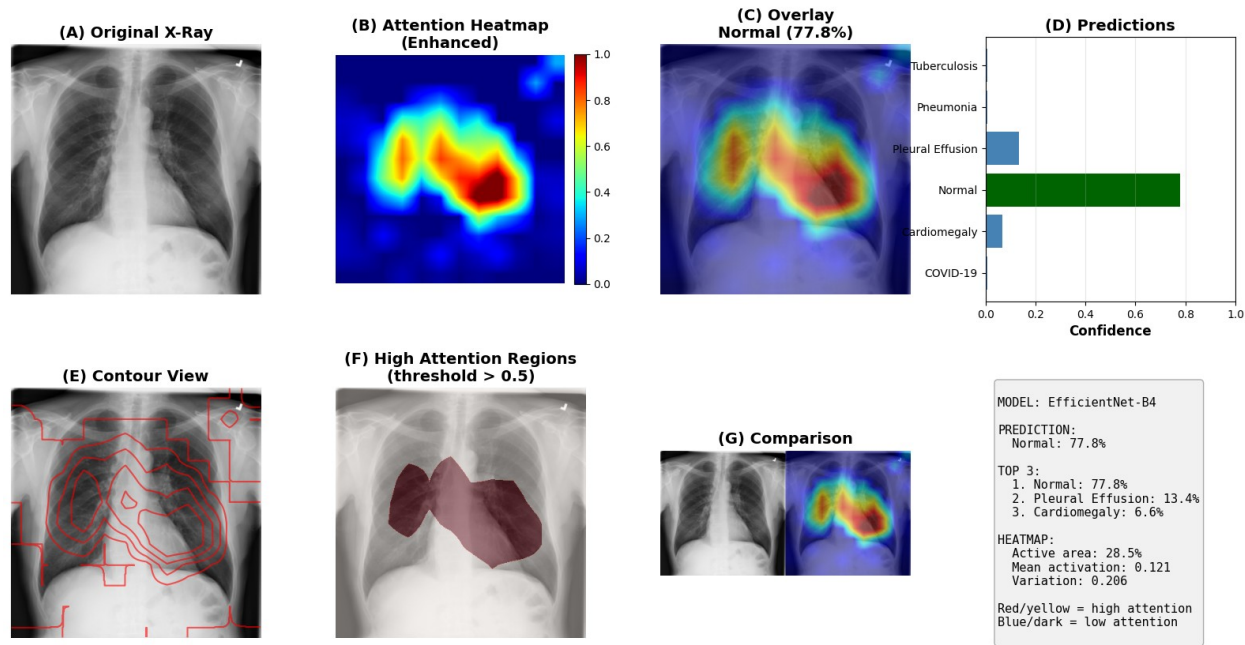 (A) Original X-Ray
(B) Attention Heatmap
(Enhanced)
1.0
0.8
0.6
0.4
0.2
0.0
(C) Overlay
Normal (77.8%)
(D) Predictions
Tuberculosis
Pneumonia
Pleural Effusion
Normal
Cardiomegaly
COVID-19
0.0 0.2 0.4 0.6 0.8 1.0
Confidence
(E) Contour View
(F) High Attention Regions
(threshold > 0.5)
(G) Comparison
MODEL: EfficientNet-B4
PREDICTION:
Normal: 77.8%
TOP 3:
1. Normal: 77.8%
2. Pleural Effusion: 13.4%
3. Cardiomegaly: 6.6%
HEATMAP:
Active area: 28.5%
Mean activation: 0.121
Variation: 0.206
Red/yellow = high attention
Blue/dark = low attention